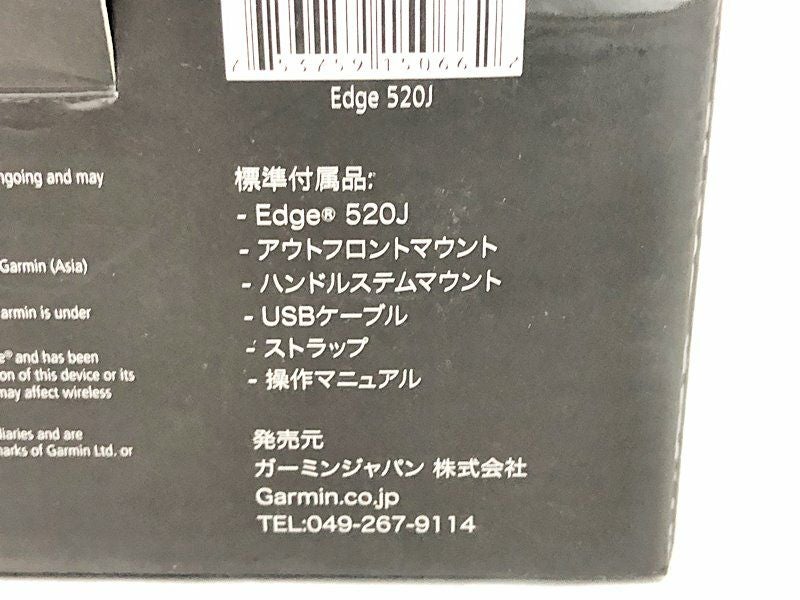 Edge 520J
ngoing and may
Garmin (Asia)
armin is under
® and has been
on of this device or its
may affect wireless
diaries and are
marks of Garmin Ltd. or
標準付属品:
- Edge® 520J
- アウトフロントマウント
- ハンドルステムマウント
- USBケーブル
- ストラップ
- 操作マニュアル
発売元
ガーミンジャパン 株式会社
Garmin.co.jp
TEL:049-267-9114